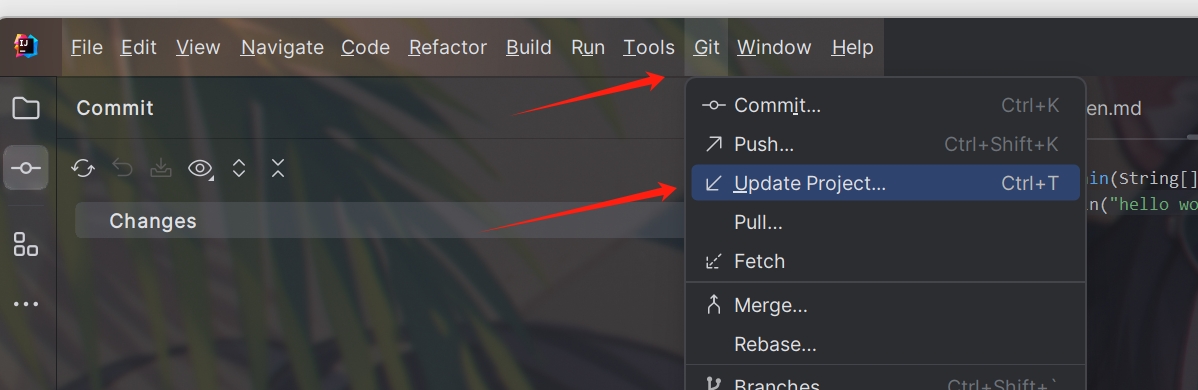 IJ
File Edit View Navigate Code Refactor Build Run Tools Git Window Help
Commit
en.md
Commit... Ctrl+K
Push... Ctrl+Shift+K
Update Project... Ctrl+T
in(String[]
n("hello wo
Pull...
Changes
Fetch
Merge...
Rebase...
Branches Ctrl+Shift+`